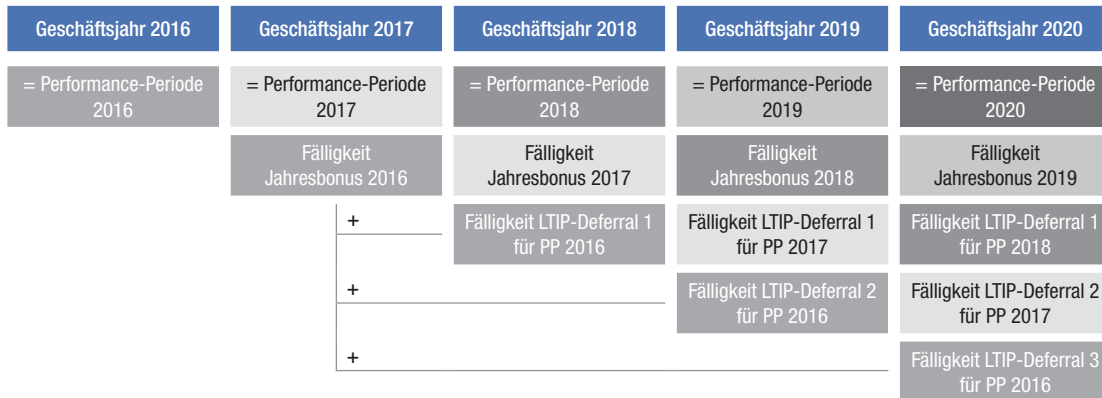 Geschäftsjahr 2016
Geschäftsjahr 2017
Geschäftsjahr 2018
Geschäftsjahr 2019
Geschäftsjahr 2020
= Performance-Periode
2016
= Performance-Periode
2017
= Performance-Periode
2018
= Performance-Periode
2019
= Performance-Periode
2020
Fälligkeit
Jahresbonus 2016
Fälligkeit
Jahresbonus 2017
Fälligkeit
Jahresbonus 2018
Fälligkeit
Jahresbonus 2019
+
Fälligkeit LTIP-Deferral 1
für PP 2016
Fälligkeit LTIP-Deferral 1
für PP 2017
Fälligkeit LTIP-Deferral 1
für PP 2018
+
Fälligkeit LTIP-Deferral 2
für PP 2016
Fälligkeit LTIP-Deferral 2
für PP 2017
+
Fälligkeit LTIP-Deferral 3
für PP 2016